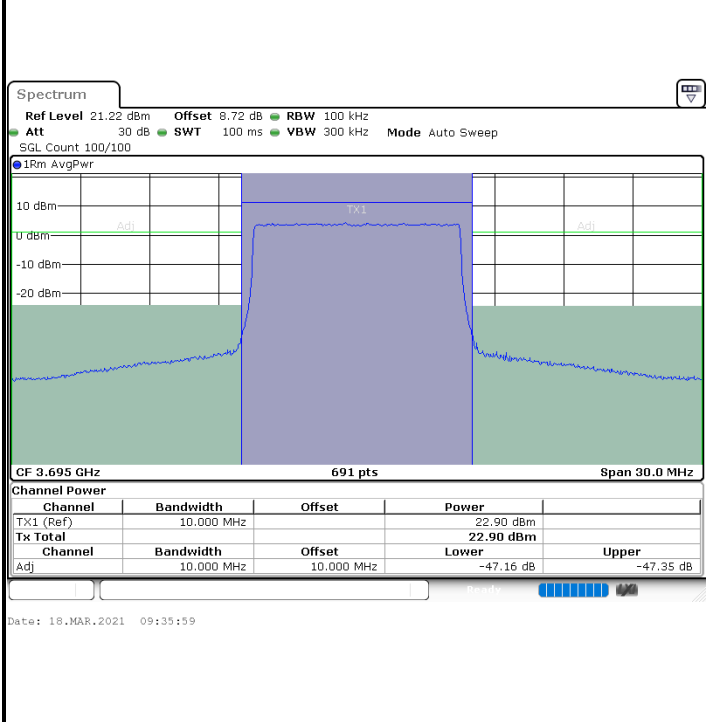 Spectrum
Ref Level 21.22 dBm Offset 8.72 dB RBW 100 kHz
Att 30 dB SWT 100 ms VBW 300 kHz Mode Auto Sweep
SGL Count 100/100
1Rm AvgPwr
10 dBm
TX1
Adj Adj
0 dBm
-10 dBm
-20 dBm
CF 3.695 GHz 691 pts Span 30.0 MHz
Channel Power
Channel Bandwidth Offset Power
TX1 (Ref) 10.000 MHz 22.90 dBm
Tx Total 22.90 dBm
Channel Bandwidth Offset Lower Upper
Adj 10.000 MHz 10.000 MHz -47.16 dB -47.35 dB
Ready
Date: 18.MAR.2021 09:35:59